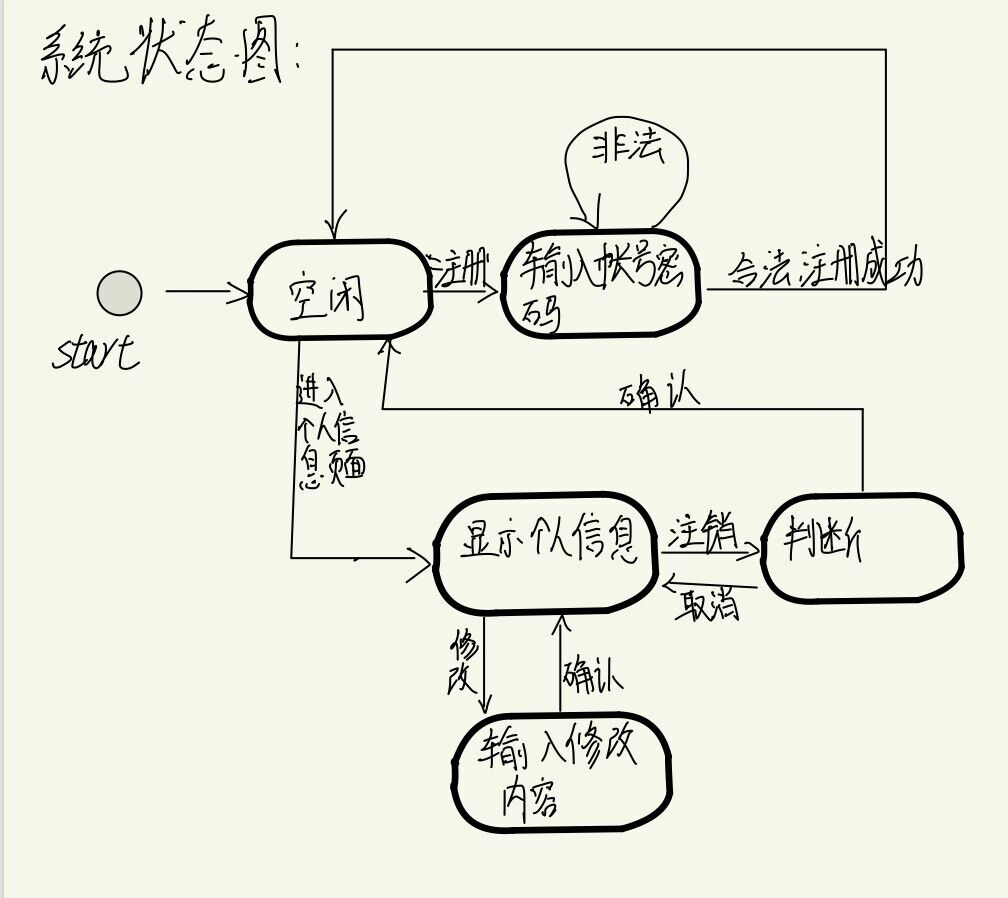 系统状态图:
非法
注册
输入帐号密
码
合法注册成功
空闲
start
进入
个人信
息页面
确认
显示个人信息
注销
判断
取消
修
改
确认
输入修改
内容